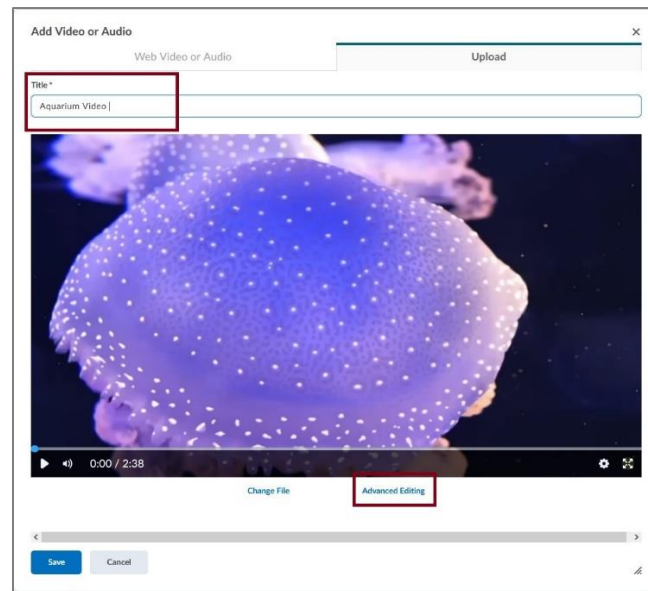 Add Video or Audio
Web Video or Audio Upload
Title *
Aquarium Video
0:00 / 2:38
Change File Advanced Editing
Save Cancel